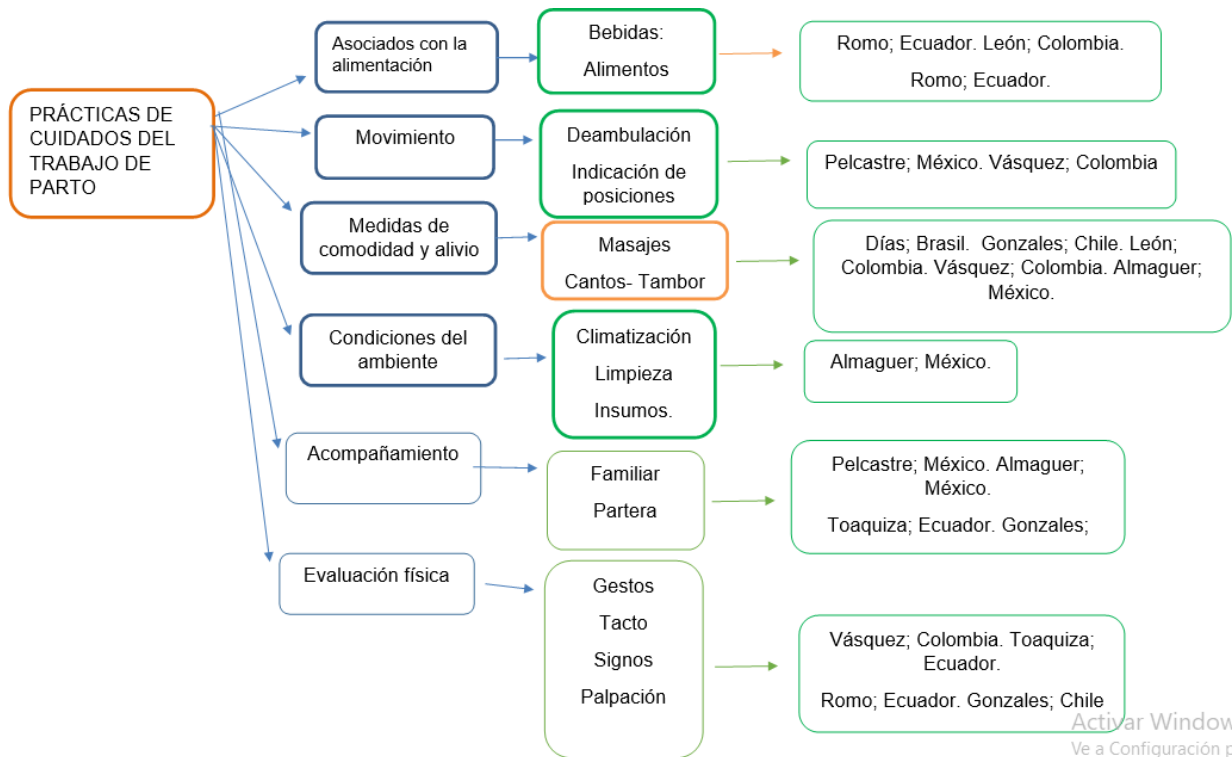 PRÁCTICAS DE
CUIDADOS DEL
TRABAJO DE
PARTO
Asociados con la
alimentación
Bebidas:
Alimentos
Romo; Ecuador. León; Colombia.
Romo; Ecuador.
Movimiento
Deambulación
Indicación de
posiciones
Pelcastre; México. Vásquez; Colombia
Medidas de
comodidad y alivio
Masajes
Cantos- Tambor
Días; Brasil. Gonzales; Chile. León;
Colombia. Vásquez; Colombia. Almaguer;
México.
Condiciones del
ambiente
Climatización
Limpieza
Insumos.
Almaguer; México.
Acompañamiento
Familiar
Partera
Pelcastre; México. Almaguer;
México.
Toaquiza; Ecuador. Gonzales;
Evaluación física
Gestos
Tacto
Signos
Palpación
Vásquez; Colombia. Toaquiza;
Ecuador.
Romo; Ecuador. Gonzales; Chile
Activar Window
Ve a Configuración p